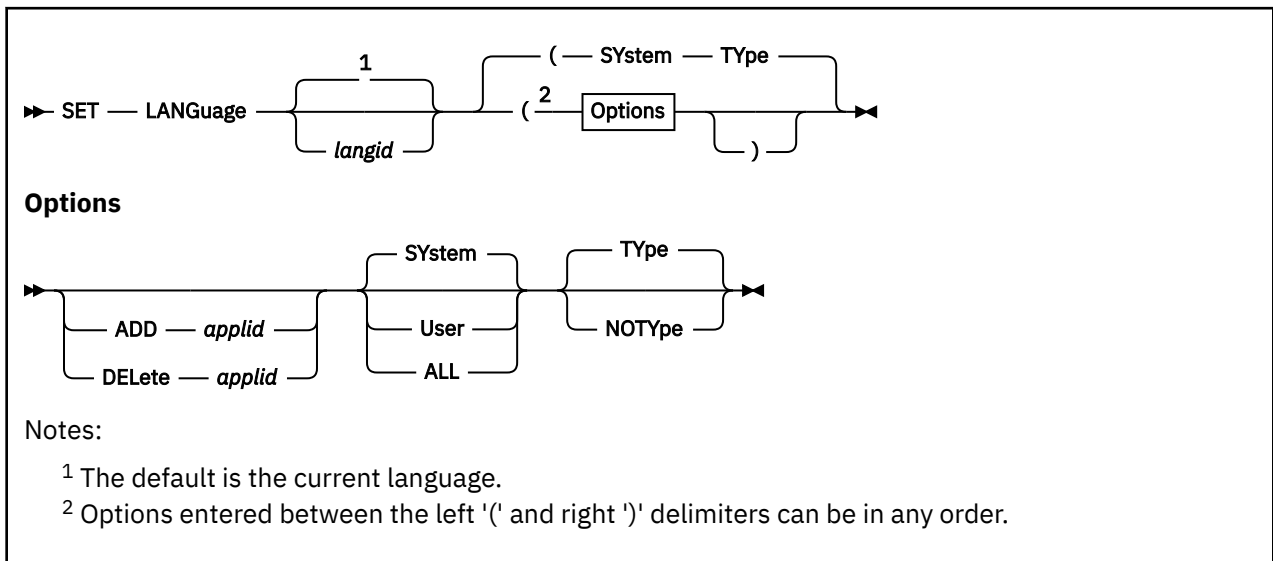 ( SYstem TYpe
1
SET LANGuage ( 2 Options
langid )
Options
SYstem TYpe
ADD applid User NOTYpe
DELete applid ALL
Notes:
1 The default is the current language.
2 Options entered between the left '(' and right ')' delimiters can be in any order.